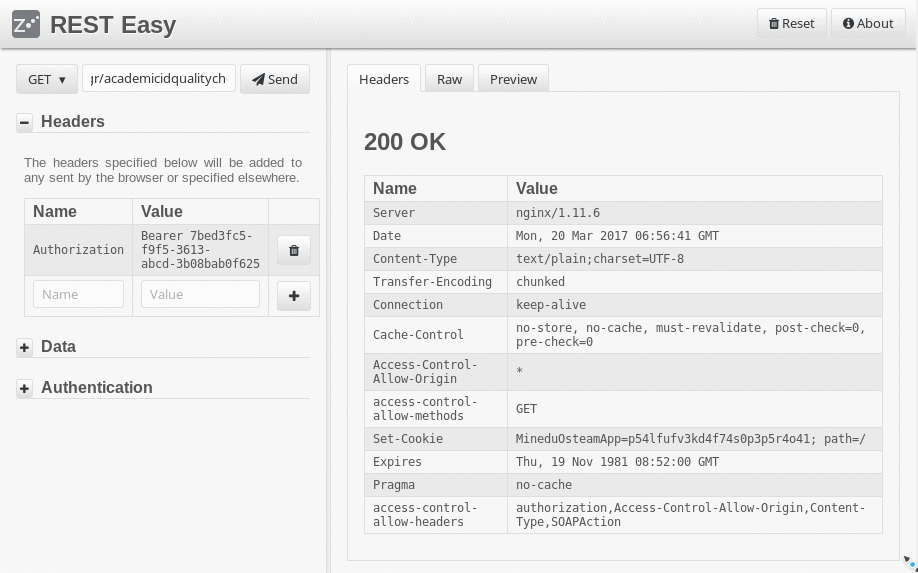 REST Easy
Reset
About
GET ▾
gr/academicidqualitych
Send
Headers
The headers specified below will be added to
any sent by the browser or specified elsewhere.
Name Value
Authorization
Bearer 7bed3fc5-
f9f5-3613-
abcd-3b08bab0f625
Name Value
Data
Authentication
Headers Raw Preview
200 OK
Name Value
Server nginx/1.11.6
Date Mon, 20 Mar 2017 06:56:41 GMT
Content-Type text/plain;charset=UTF-8
Transfer-Encoding chunked
Connection keep-alive
Cache-Control
no-store, no-cache, must-revalidate, post-check=0,
pre-check=0
Access-Control-
Allow-Origin
*
access-control-
allow-methods
GET
Set-Cookie MineduOsteamApp=p54lfufv3kd4f74s0p3p5r4o41; path=/
Expires Thu, 19 Nov 1981 08:52:00 GMT
Pragma no-cache
access-control-
allow-headers
authorization,Access-Control-Allow-Origin,Content-
Type,SOAPAction